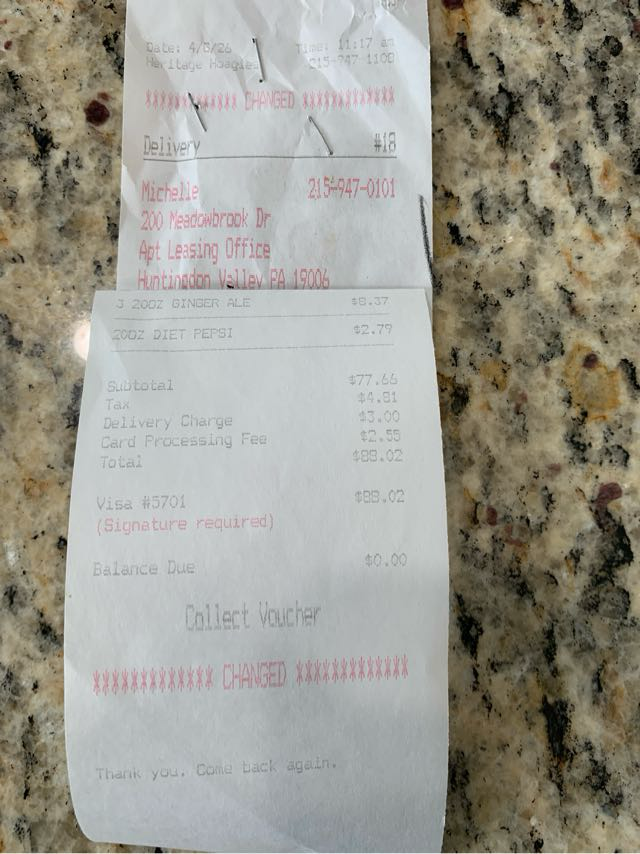 Date: 4/8/26 Time: 11:17 am
Heritage Hoagies 215-947-1100
************ CHANGED ************
Delivery #18
Michelle 215-947-0101
200 Meadowbrook Dr
Apt Leasing Office
Huntingdon Valley PA 19006
3 20OZ GINGER ALE $8.37
20OZ DIET PEPSI $2.79
Subtotal $77.66
Tax $4.81
Delivery Charge $3.00
Card Processing Fee $2.55
Total $88.02
Visa #5701 $88.02
(Signature required)
Balance Due $0.00
Collect Voucher
************* CHANGED ************
Thank you. Come back again.